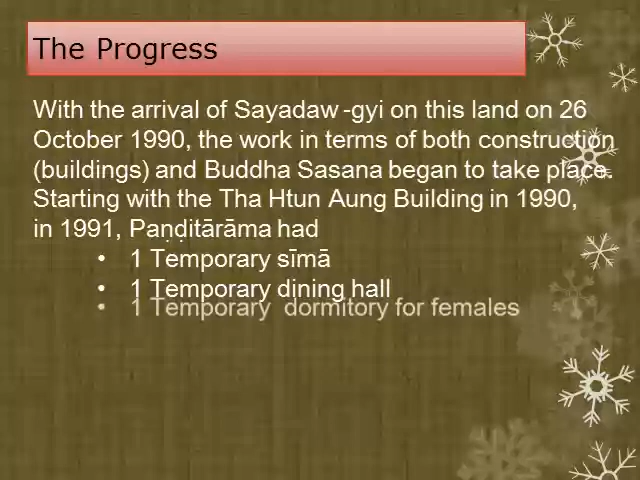 The Progress
With the arrival of Sayadaw -gyi on this land on 26
October 1990, the work in terms of both construction
(buildings) and Buddha Sasana began to take place.
Starting with the Tha Htun Aung Building in 1990,
in 1991, Paṇḍitārāma had
• 1 Temporary sīmā
• 1 Temporary dining hall
• 1 Temporary dormitory for females